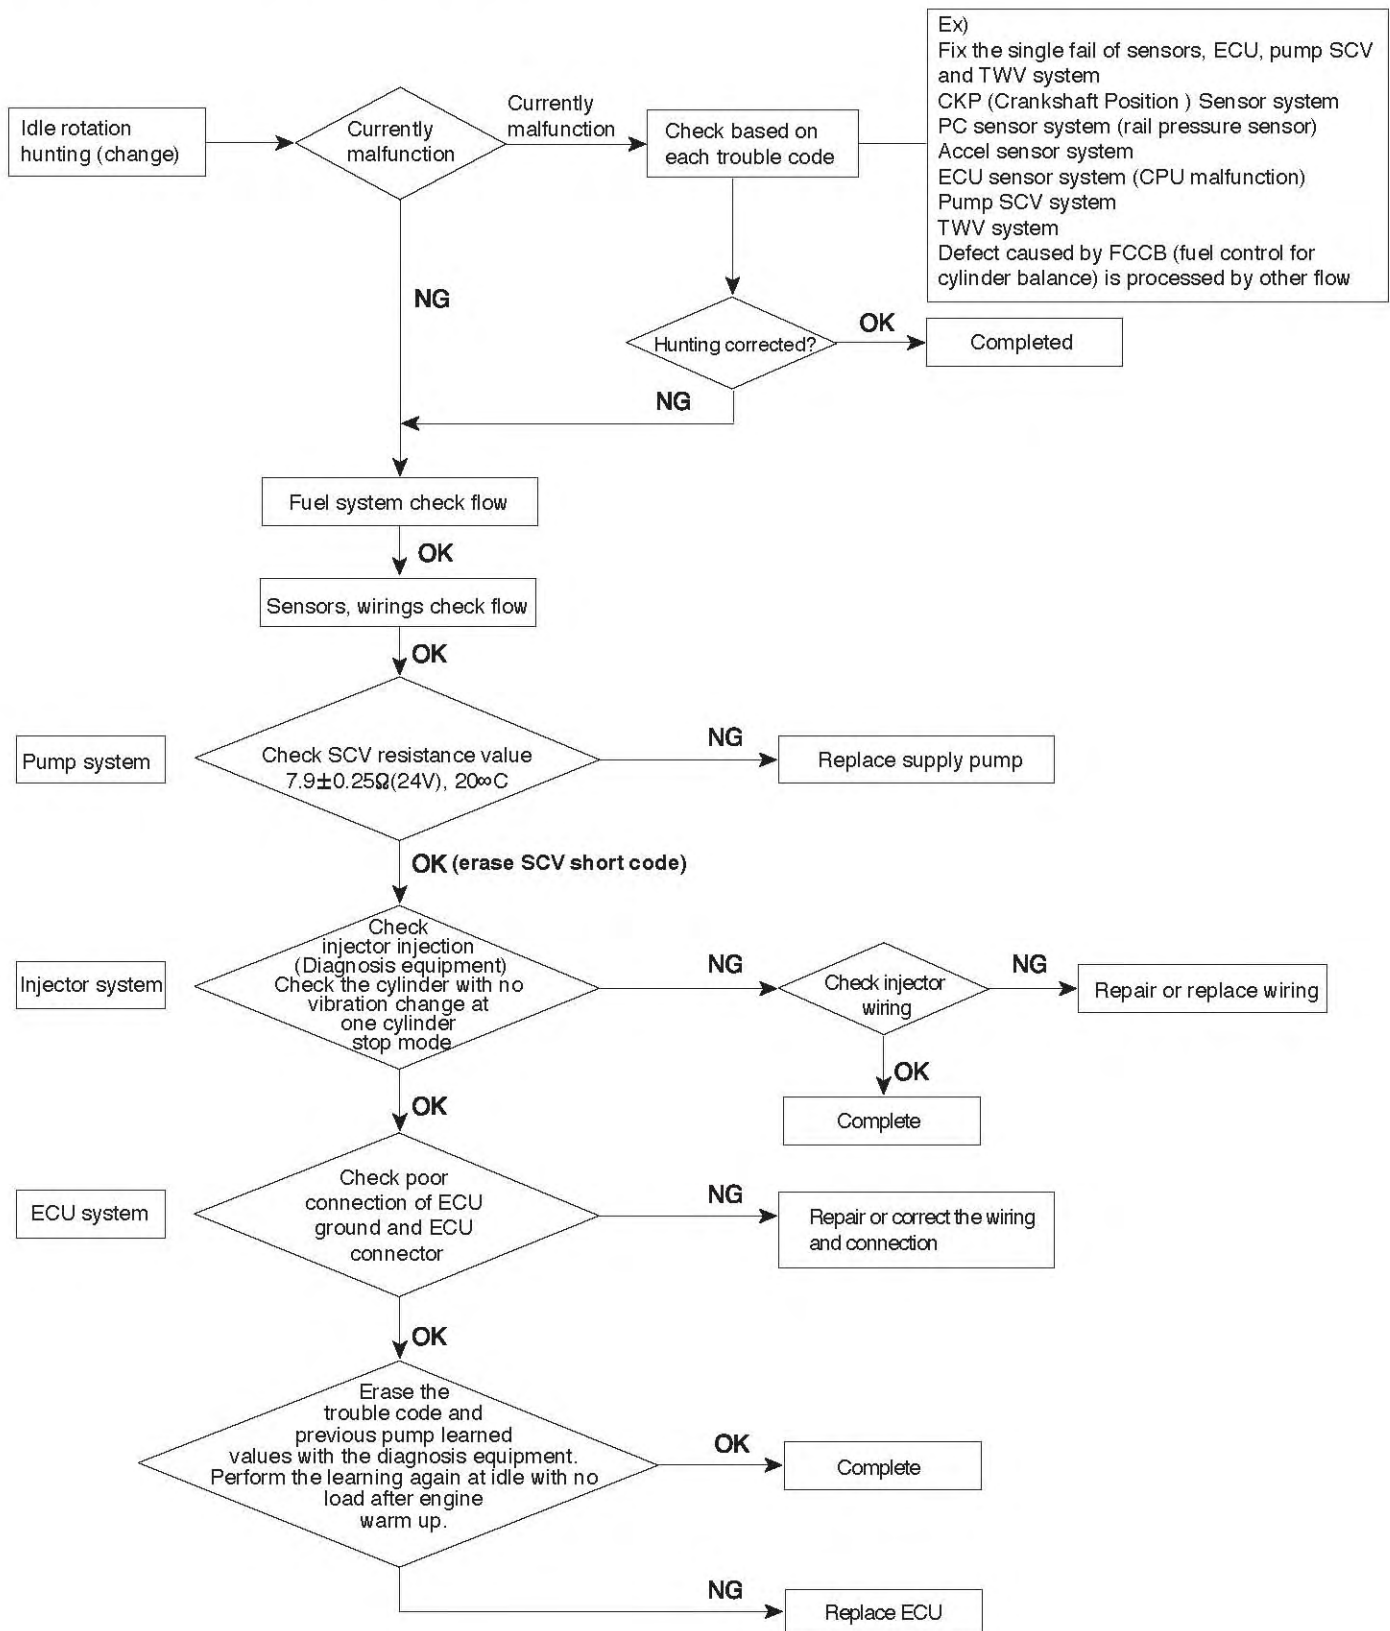 Idle rotation
hunting (change)
Currently
malfunction
Currently
malfunction
Check based on
each trouble code
Ex)
Fix the single fail of sensors, ECU, pump SCV
and TWV system
CKP (Crankshaft Position ) Sensor system
PC sensor system (rail pressure sensor)
Accel sensor system
ECU sensor system (CPU malfunction)
Pump SCV system
TWV system
Defect caused by FCCB (fuel control for
cylinder balance) is processed by other flow
NG
Hunting corrected?
OK
Completed
NG
Fuel system check flow
OK
Sensors, wirings check flow
OK
Pump system
Check SCV resistance value
7.9±0.25Ω(24V), 20∞C
NG
Replace supply pump
OK (erase SCV short code)
Injector system
Check
injector injection
(Diagnosis equipment)
Check the cylinder with no
vibration change at
one cylinder
stop mode
NG
Check injector
wiring
NG
Repair or replace wiring
OK
Complete
OK
ECU system
Check poor
connection of ECU
ground and ECU
connector
NG
Repair or correct the wiring
and connection
OK
Erase the
trouble code and
previous pump learned
values with the diagnosis equipment.
Perform the learning again at idle with no
load after engine
warm up.
OK
Complete
NG
Replace ECU